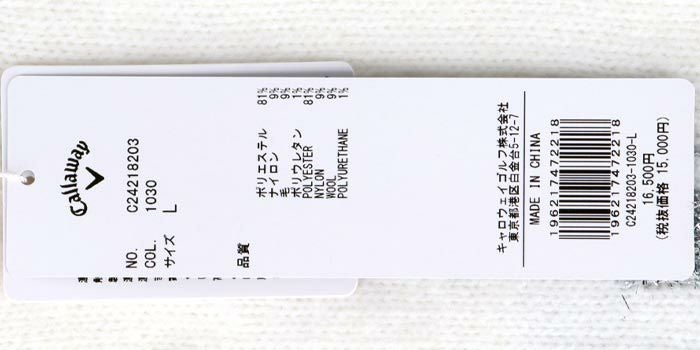 Callaway
NO. C24218203
COL. 1030
サイズ L
品質
ポリエステル 81%
ナイロン 9%
毛 9%
ポリウレタン 1%
POLYESTER 81%
NYLON 9%
WOOL 9%
POLYURETHANE 1%
キャロウェイゴルフ株式会社
東京都港区白金台5-12-7
MADE IN CHINA
196217472218
196217472218
C24218203-1030-L
16,500円
(税抜価格 15,000円)